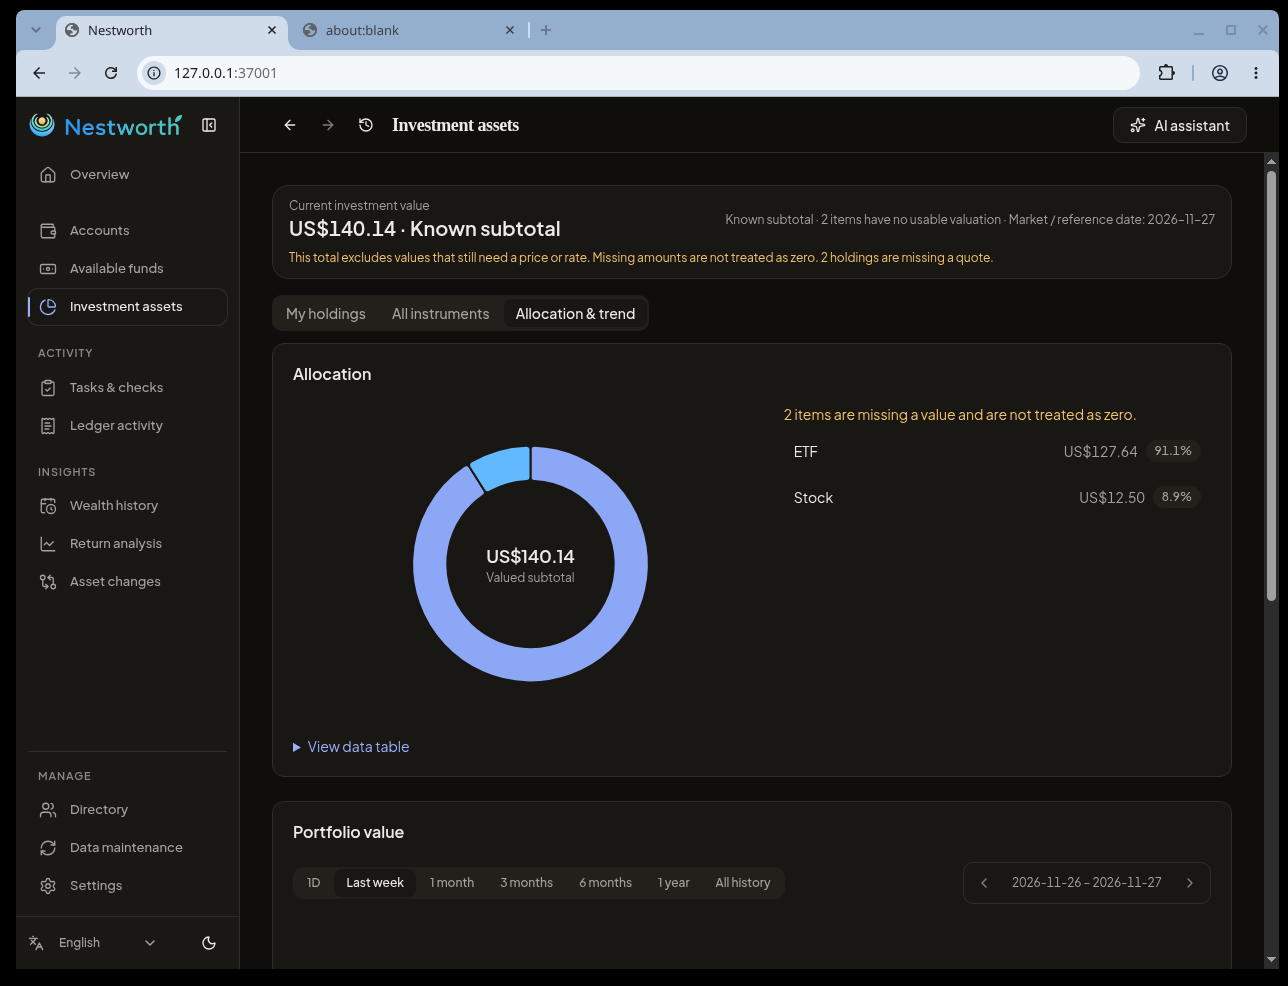 Nestworth
about:blank
127.0.0.1:37001
Nestworth
Investment assets
AI assistant
Overview
Accounts
Available funds
Investment assets
ACTIVITY
Tasks & checks
Ledger activity
INSIGHTS
Wealth history
Return analysis
Asset changes
MANAGE
Directory
Data maintenance
Settings
English
Current investment value
US$140.14 · Known subtotal
Known subtotal · 2 items have no usable valuation · Market / reference date: 2026-11-27
This total excludes values that still need a price or rate. Missing amounts are not treated as zero. 2 holdings are missing a quote.
My holdings
All instruments
Allocation & trend
Allocation
2 items are missing a value and are not treated as zero.
ETF US$127.64 91.1%
Stock US$12.50 8.9%
US$140.14
Valued subtotal
View data table
Portfolio value
1D Last week 1 month 3 months 6 months 1 year All history
2026-11-26 – 2026-11-27